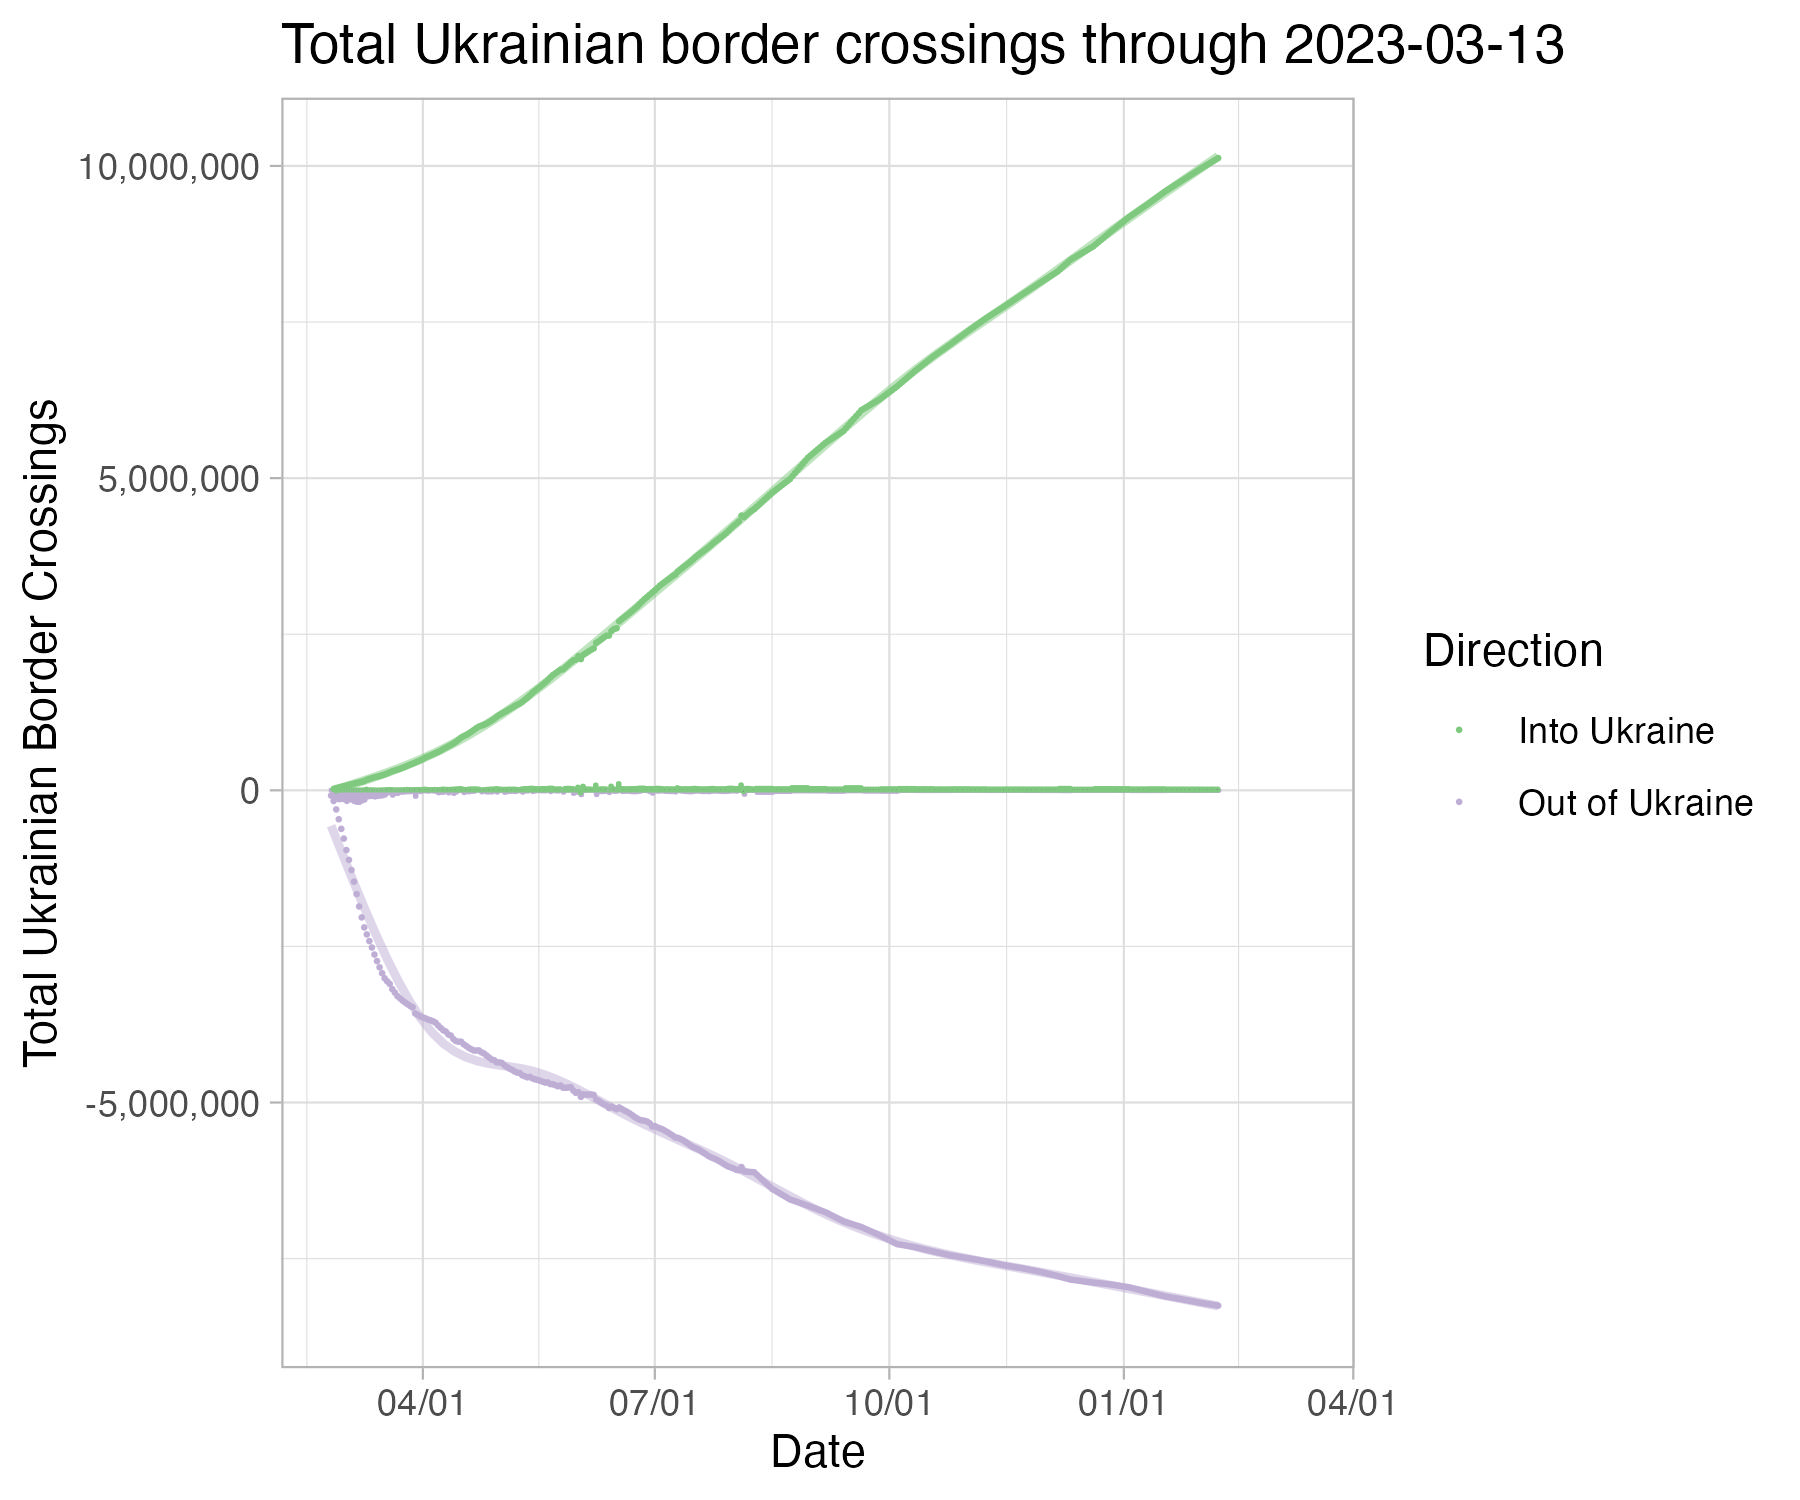 Total Ukrainian border crossings through 2023-03-13
Total Ukrainian Border Crossings
10,000,000
5,000,000
0
-5,000,000
04/01
07/01
10/01
01/01
04/01
Date
Direction
Into Ukraine
Out of Ukraine